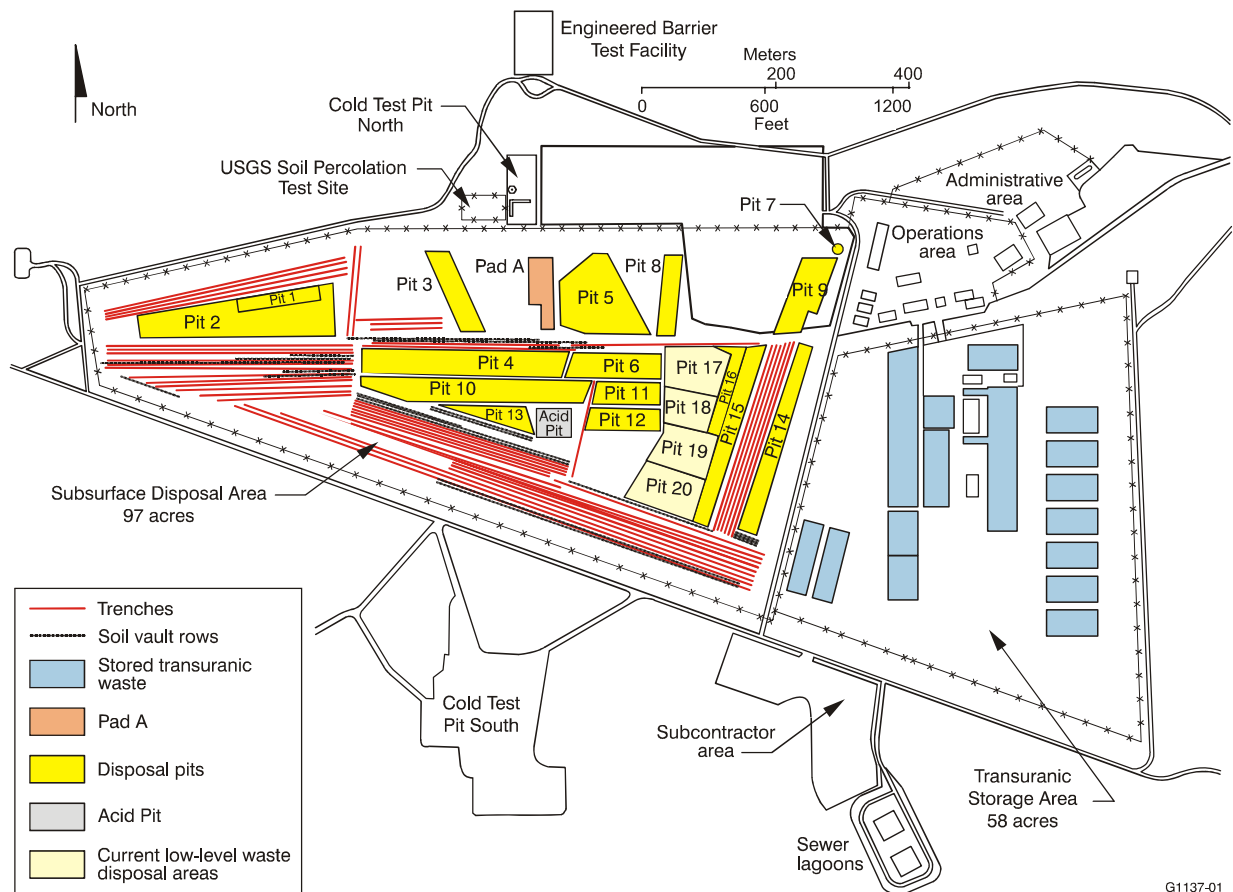 Engineered Barrier
Test Facility
Meters
200
400
0
600
1200
Feet
North
Cold Test Pit
North
USGS Soil Percolation
Test Site
Administrative
area
Pit 7
Operations
area
Pit 3
Pad A
Pit 5
Pit 8
Pit 9
Pit 1
Pit 2
Pit 4
Pit 6
Pit 17
Pit 16
Pit 10
Pit 11
Pit 18
Pit 15
Pit 14
Pit 13
Acid
Pit
Pit 12
Pit 19
Pit 20
Subsurface Disposal Area
97 acres
Trenches
Soil vault rows
Stored transuranic
waste
Pad A
Disposal pits
Acid Pit
Current low-level waste
disposal areas
Cold Test
Pit South
Subcontractor
area
Sewer
lagoons
Transuranic
Storage Area
58 acres
G1137-01